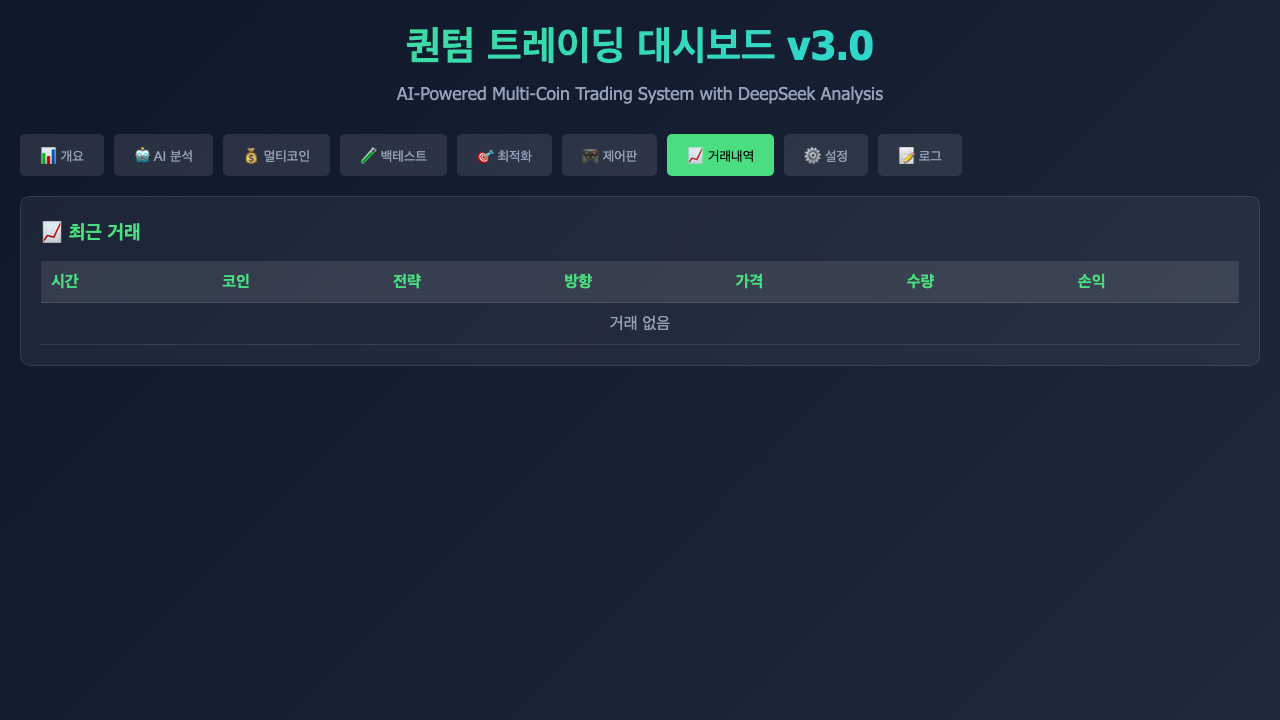 퀀텀 트레이딩 대시보드 v3.0
AI-Powered Multi-Coin Trading System with DeepSeek Analysis
📊 개요 🤖 AI 분석 💰 멀티코인 🧪 백테스트 🎯 최적화 🎮 제어판 📈 거래내역 ⚙️ 설정 📝 로그
📈 최근 거래
시간 코인 전략 방향 가격 수량 손익
거래 없음